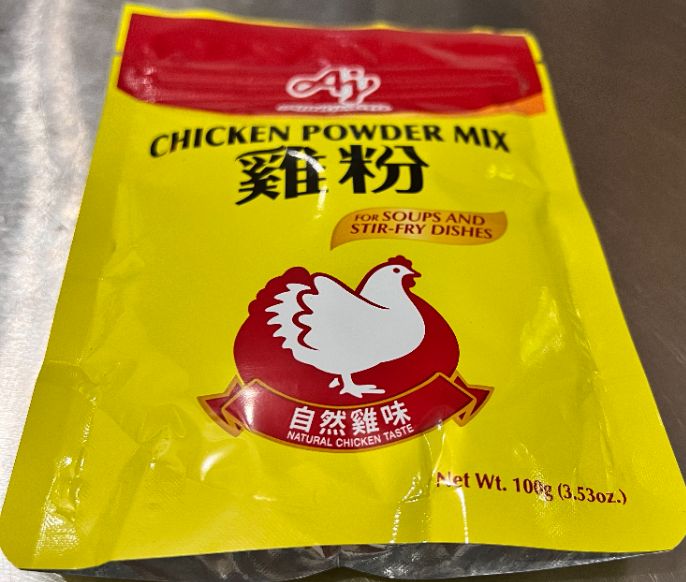 Aji
CHICKEN POWDER MIX
雞粉
FOR SOUPS AND
STIR-FRY DISHES
自然雞味
NATURAL CHICKEN TASTE
Net Wt. 100g (3.53oz.)